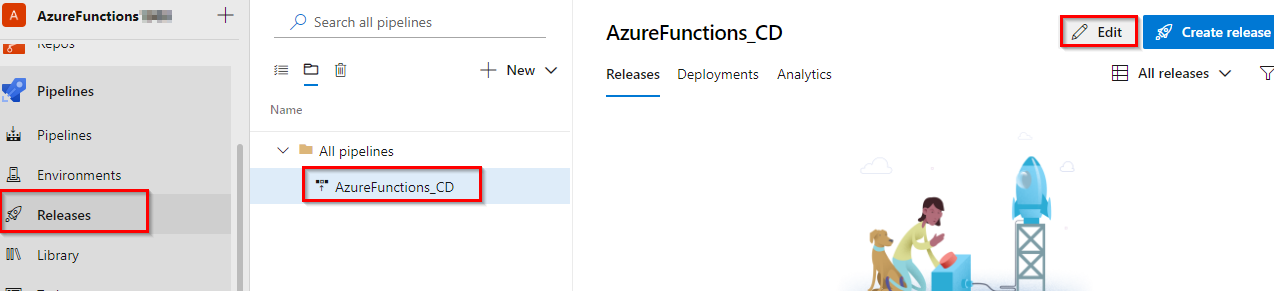 A AzureFunctions
Repos
Pipelines
Pipelines
Environments
Releases
Library
Search all pipelines
New
Name
All pipelines
AzureFunctions_CD
AzureFunctions_CD
Edit
Create release
Releases Deployments Analytics
All releases